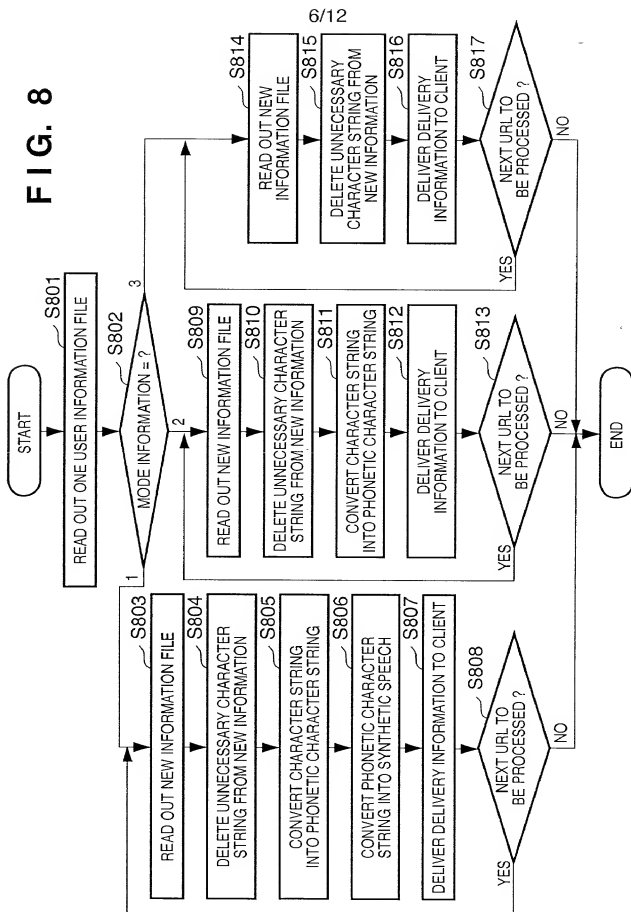 6/12
FIG. 8
START
S801
READ OUT ONE USER INFORMATION FILE
S802
MODE INFORMATION = ?
1
2
3
S803
READ OUT NEW INFORMATION FILE
S804
DELETE UNNECESSARY CHARACTER
STRING FROM NEW INFORMATION
S805
CONVERT CHARACTER STRING
INTO PHONETIC CHARACTER STRING
S806
CONVERT PHONETIC CHARACTER
STRING INTO SYNTHETIC SPEECH
S807
DELIVER DELIVERY INFORMATION TO CLIENT
S808
NEXT URL TO
BE PROCESSED ?
YES
NO
S809
READ OUT NEW INFORMATION FILE
S810
DELETE UNNECESSARY CHARACTER
STRING FROM NEW INFORMATION
S811
CONVERT CHARACTER STRING
INTO PHONETIC CHARACTER STRING
S812
DELIVER DELIVERY
INFORMATION TO CLIENT
S813
NEXT URL TO
BE PROCESSED ?
YES
NO
S814
READ OUT NEW
INFORMATION FILE
S815
DELETE UNNECESSARY
CHARACTER STRING FROM
NEW INFORMATION
S816
DELIVER DELIVERY
INFORMATION TO CLIENT
S817
NEXT URL TO
BE PROCESSED ?
YES
NO
END